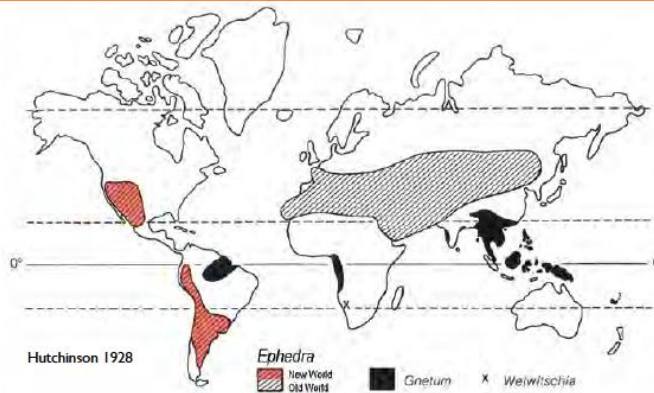 0°
Hutchinson 1928
Ephedra
New World
Old World
Gnetum
x Welwitschia